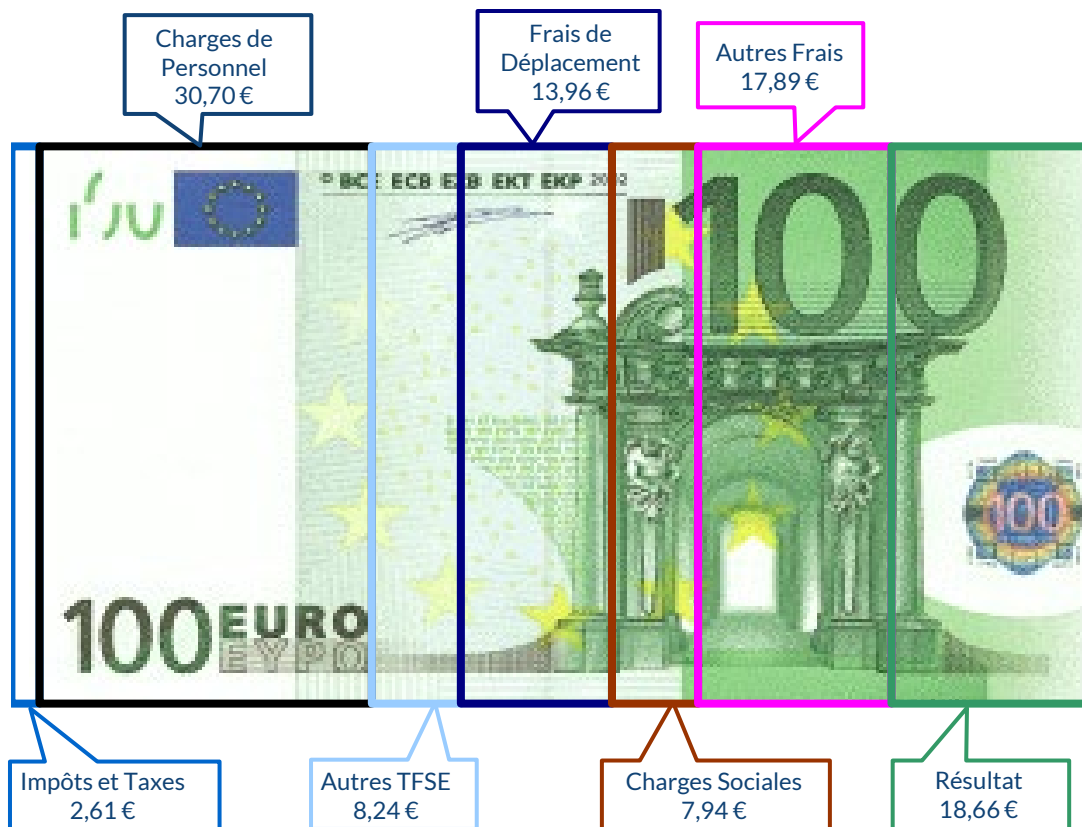 Charges de
Personnel
30,70 €
Frais de
Déplacement
13,96 €
Autres Frais
17,89 €
© BCE ECB EZB EKT EKP 2002
100
100
100 EURO
ΕΥΡΩ
Impôts et Taxes
2,61 €
Autres TFSE
8,24 €
Charges Sociales
7,94 €
Résultat
18,66 €